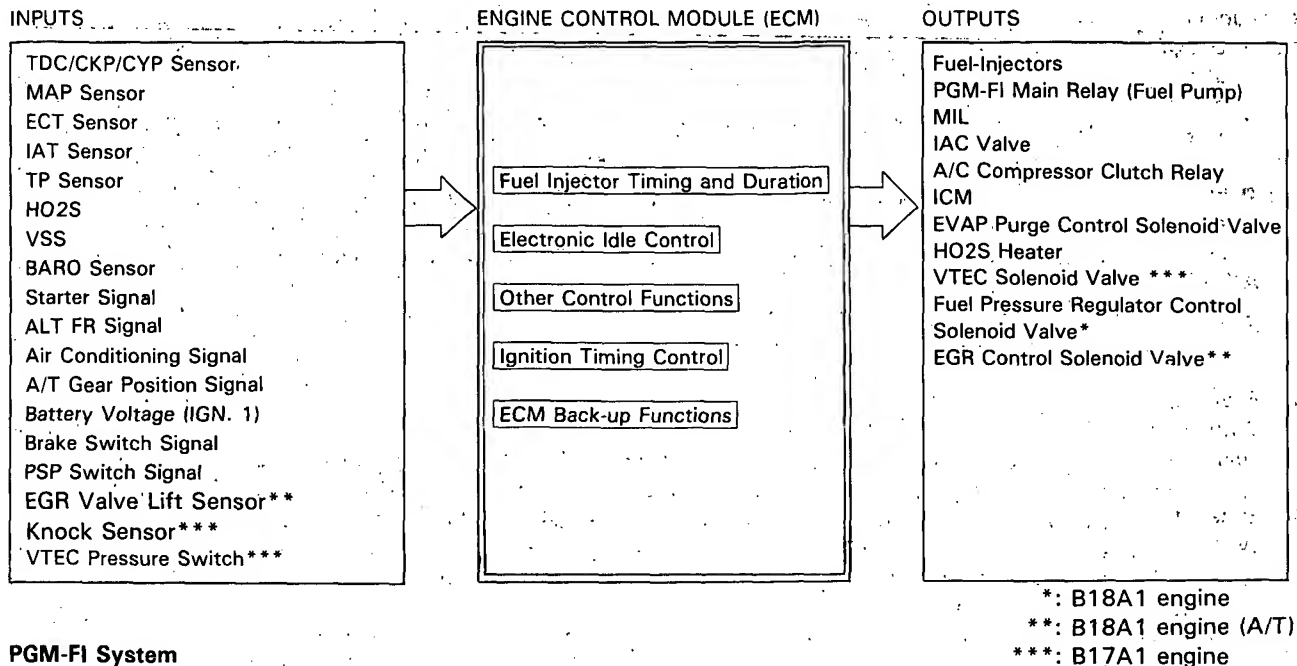 INPUTS
ENGINE CONTROL MODULE (ECM)
OUTPUTS
TDC/CKP/CYP Sensor
MAP Sensor
ECT Sensor
IAT Sensor
TP Sensor
HO2S
VSS
BARO Sensor
Starter Signal
ALT FR Signal
Air Conditioning Signal
A/T Gear Position Signal
Battery Voltage (IGN. 1)
Brake Switch Signal
PSP Switch Signal
EGR Valve Lift Sensor**
Knock Sensor***
VTEC Pressure Switch***
Fuel Injector Timing and Duration
Electronic Idle Control
Other Control Functions
Ignition Timing Control
ECM Back-up Functions
Fuel-Injectors
PGM-FI Main Relay (Fuel Pump)
MIL
IAC Valve
A/C Compressor Clutch Relay
ICM
EVAP Purge Control Solenoid Valve
HO2S Heater
VTEC Solenoid Valve ***
Fuel Pressure Regulator Control
Solenoid Valve*
EGR Control Solenoid Valve**
*: B18A1 engine
**: B18A1 engine (A/T)
***: B17A1 engine
PGM-FI System